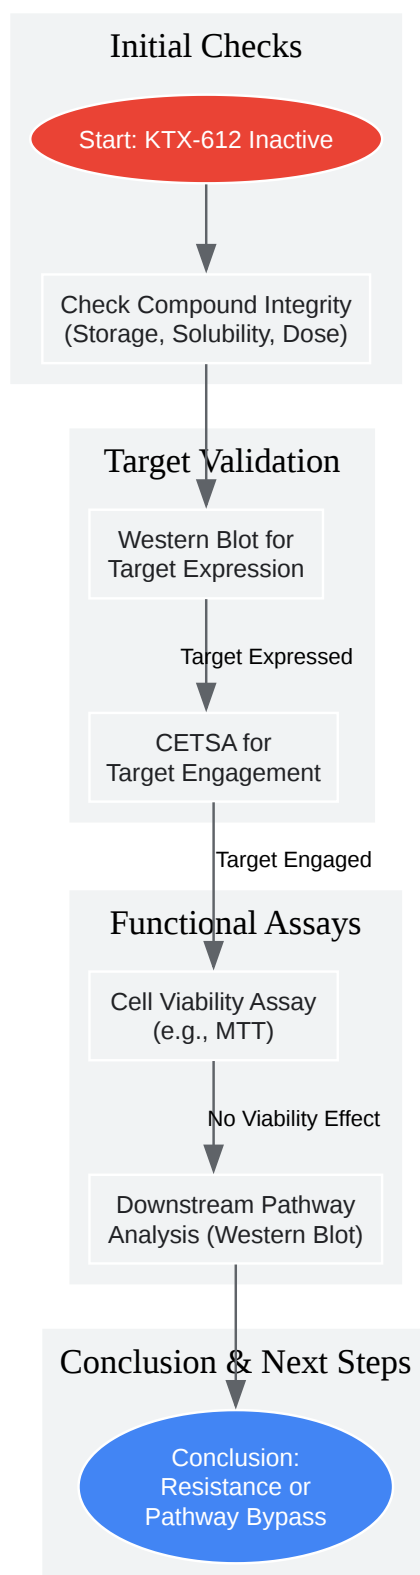 Initial Checks
Start: KTX-612 Inactive
Check Compound Integrity
(Storage, Solubility, Dose)
Target Validation
Western Blot for
Target Expression
Target Expressed
CETSA for
Target Engagement
Target Engaged
Functional Assays
Cell Viability Assay
(e.g., MTT)
No Viability Effect
Downstream Pathway
Analysis (Western Blot)
Conclusion & Next Steps
Conclusion:
Resistance or
Pathway Bypass